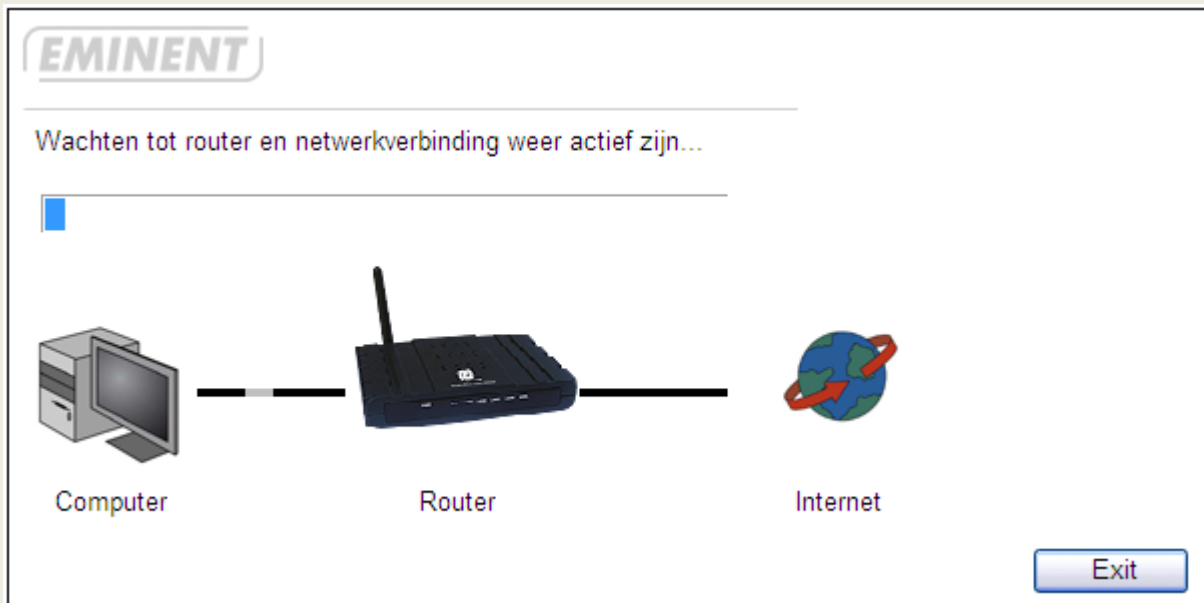 EMINENT
Wachten tot router en netwerkverbinding weer actief zijn...
Computer
Router
Internet
Exit